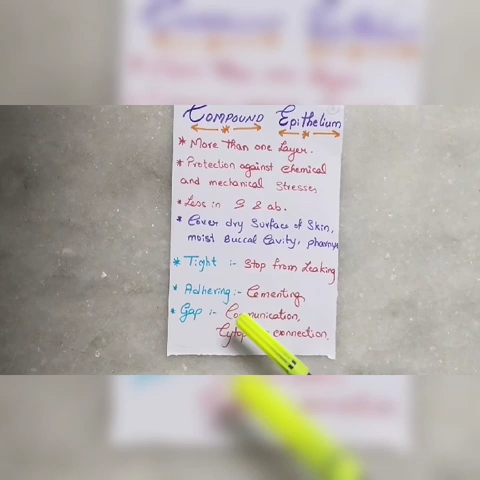 Compound Epithelium
* More than one Layer.
* Protection against Chemical
and mechanical Stresses
* Less in S & ab.
* Cover dry Surface of Skin,
moist Buccal Cavity, pharynx
* Tight :- Stop from Leaking
* Adhering :- Cementing
* Gap :- Communication,
connection.